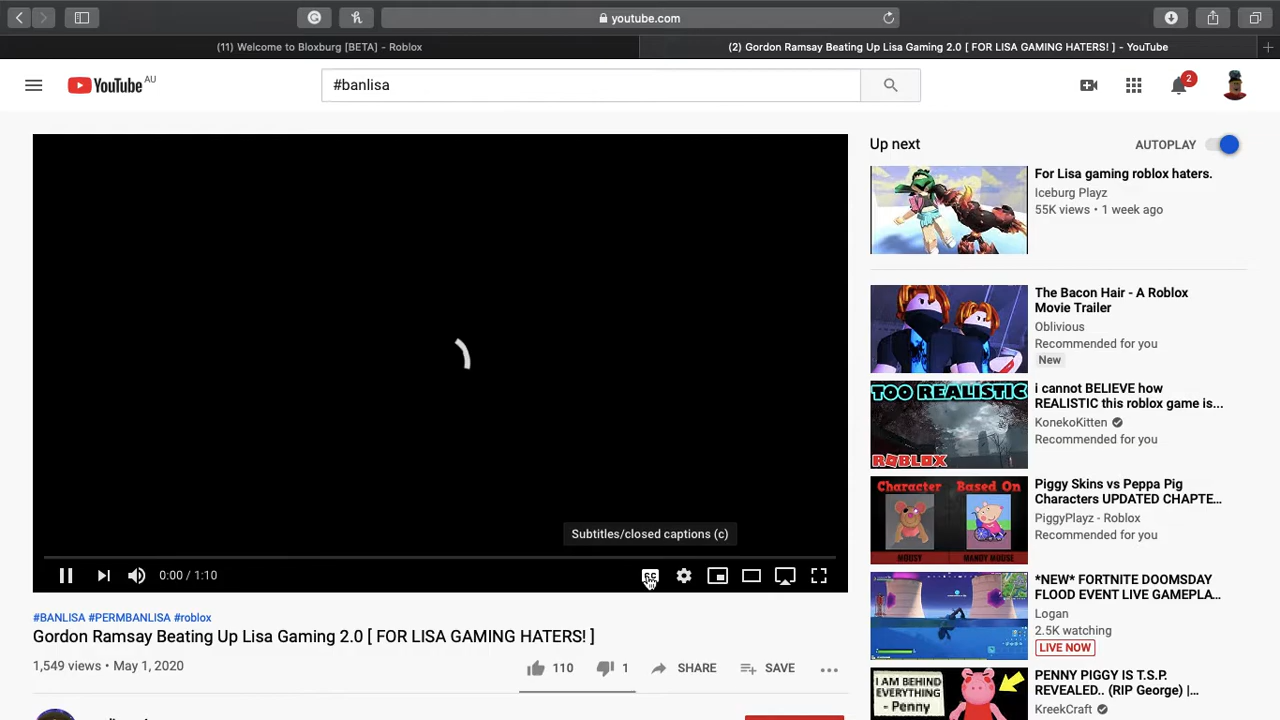 youtube.com
(11) Welcome to Bloxburg [BETA] - Roblox
(2) Gordon Ramsay Beating Up Lisa Gaming 2.0 [ FOR LISA GAMING HATERS! ] - YouTube
YouTube AU
#banlisa
2
Up next
AUTOPLAY
For Lisa gaming roblox haters.
Iceburg Playz
55K views • 1 week ago
The Bacon Hair - A Roblox
Movie Trailer
Oblivious
Recommended for you
New
TOO REALISTIC
ROBLOX
i cannot BELIEVE how
REALISTIC this roblox game is...
KonekoKitten
Recommended for you
Character Based On
MOUSY MANDY MOUSE
Piggy Skins vs Peppa Pig
Characters UPDATED CHAPTE...
PiggyPlayz - Roblox
Recommended for you
*NEW* FORTNITE DOOMSDAY
FLOOD EVENT LIVE GAMEPLA...
Logan
2.5K watching
LIVE NOW
I AM BEHIND
EVERYTHING
- Penny
PENNY PIGGY IS T.S.P.
REVEALED.. (RIP George) |...
KreekCraft
Subtitles/closed captions (c)
0:00 / 1:10
#BANLISA #PERMBANLISA #roblox
Gordon Ramsay Beating Up Lisa Gaming 2.0 [ FOR LISA GAMING HATERS! ]
1,549 views • May 1, 2020
110
1
SHARE
SAVE